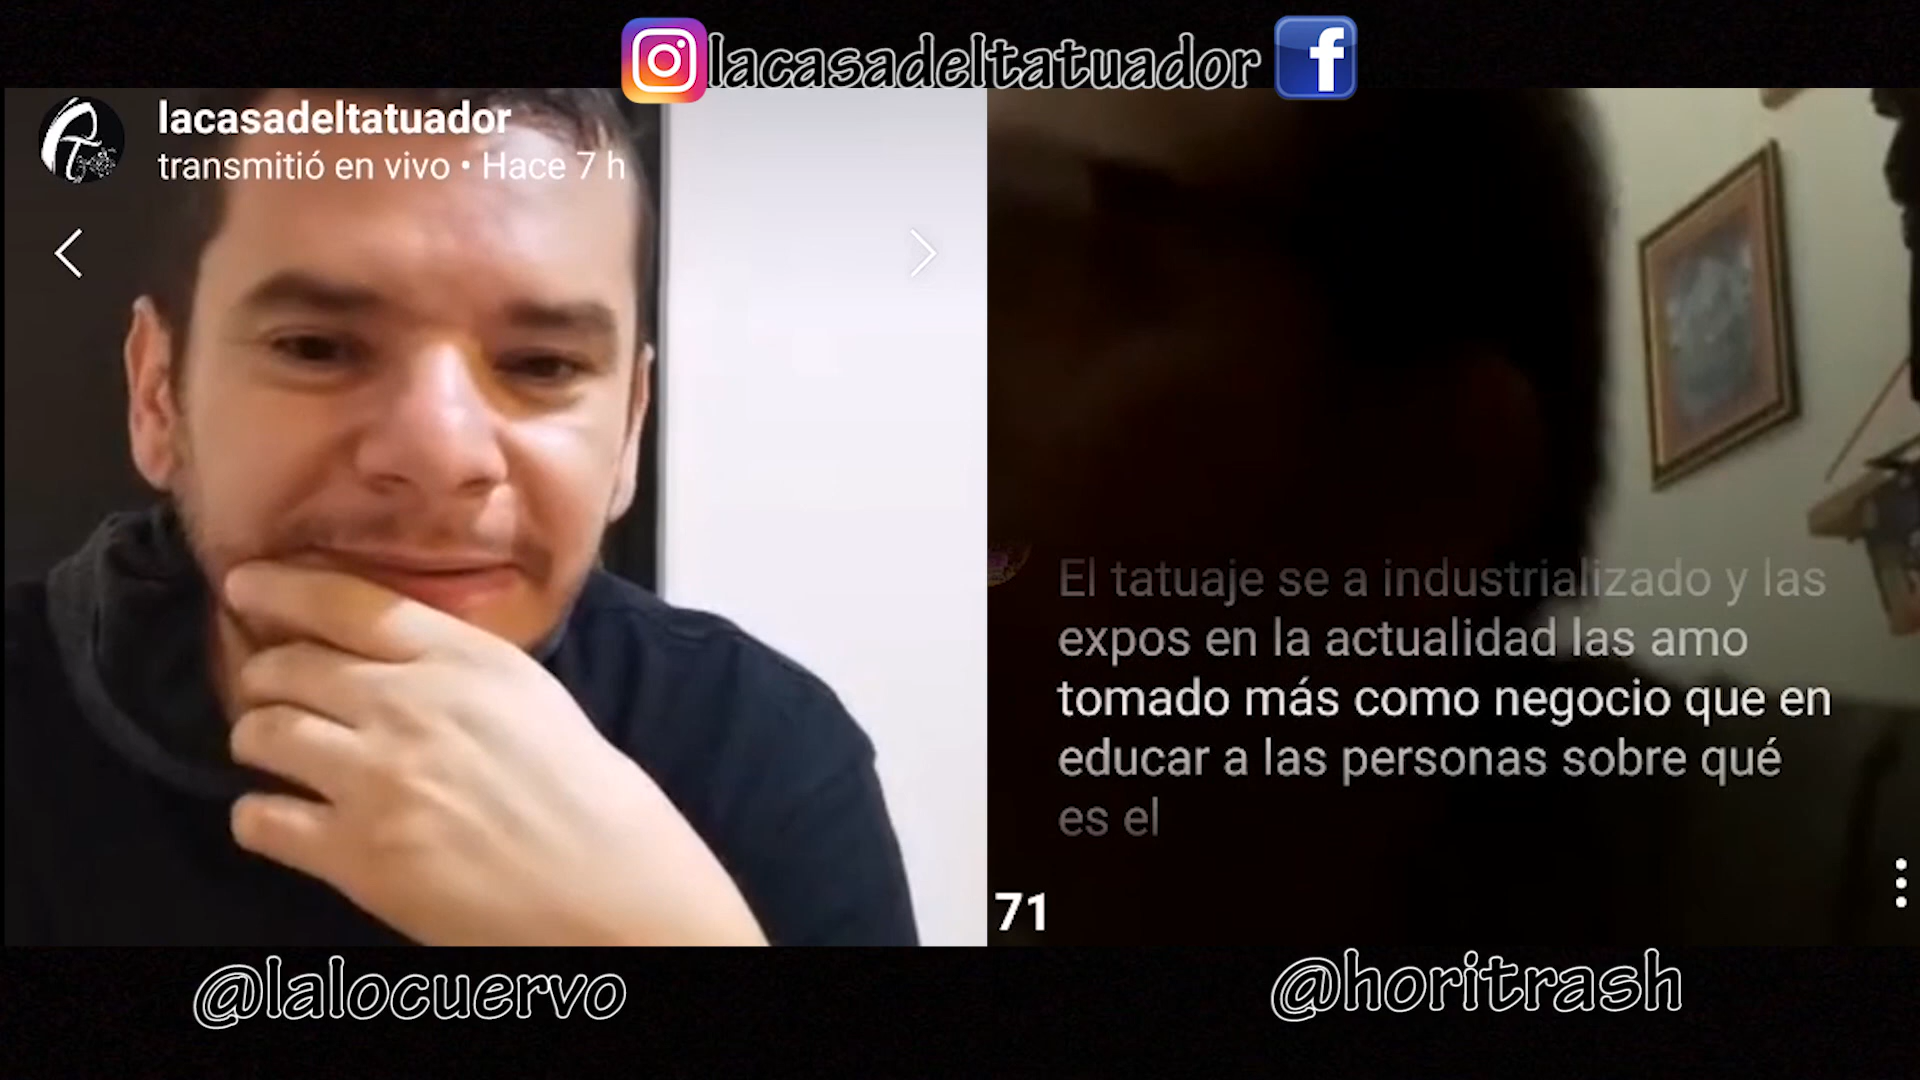 lacasadeltatuador
lacasadeltatuador
transmitió en vivo • Hace 7 h
El tatuaje se a industrializado y las
expos en la actualidad las amo
tomado más como negocio que en
educar a las personas sobre qué
es el
71
@lalocuervo
@horitrash